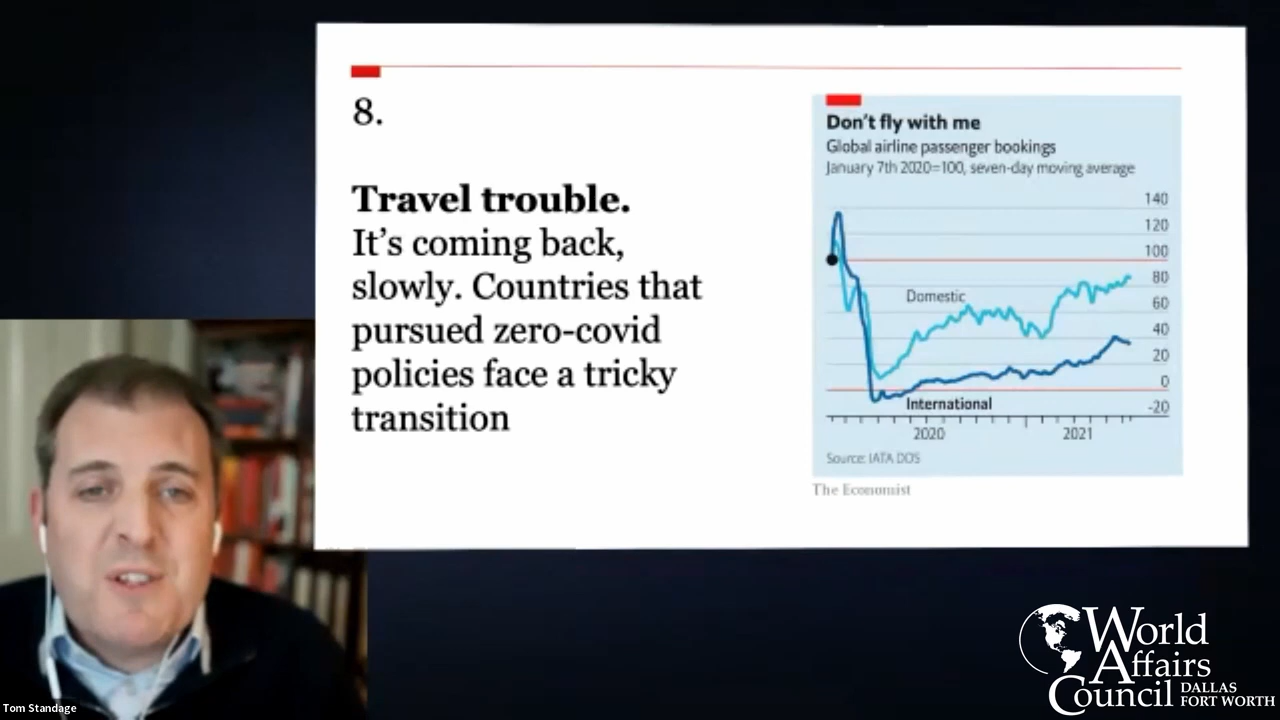 8.
Travel trouble.
It's coming back,
slowly. Countries that
pursued zero-covid
policies face a tricky
transition
Don't fly with me
Global airline passenger bookings
January 7th 2020=100, seven-day moving average
140
120
100
80
60
40
20
0
-20
Domestic
International
2020
2021
Source: IATA DDS
The Economist
Tom Standage
World
Affairs
Council
DALLAS
FORT WORTH